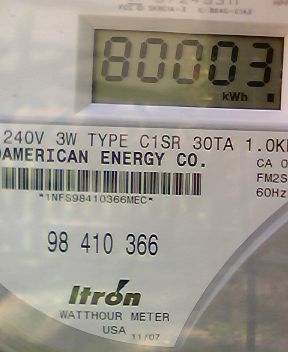 80003
kWh
240V 3W TYPE C1SR 30TA 1.0K
AMERICAN ENERGY CO.
CA 0
FM2S
60Hz
*1NFS98410366MEC*
98 410 366
Itron
WATTHOUR METER
USA 11/07